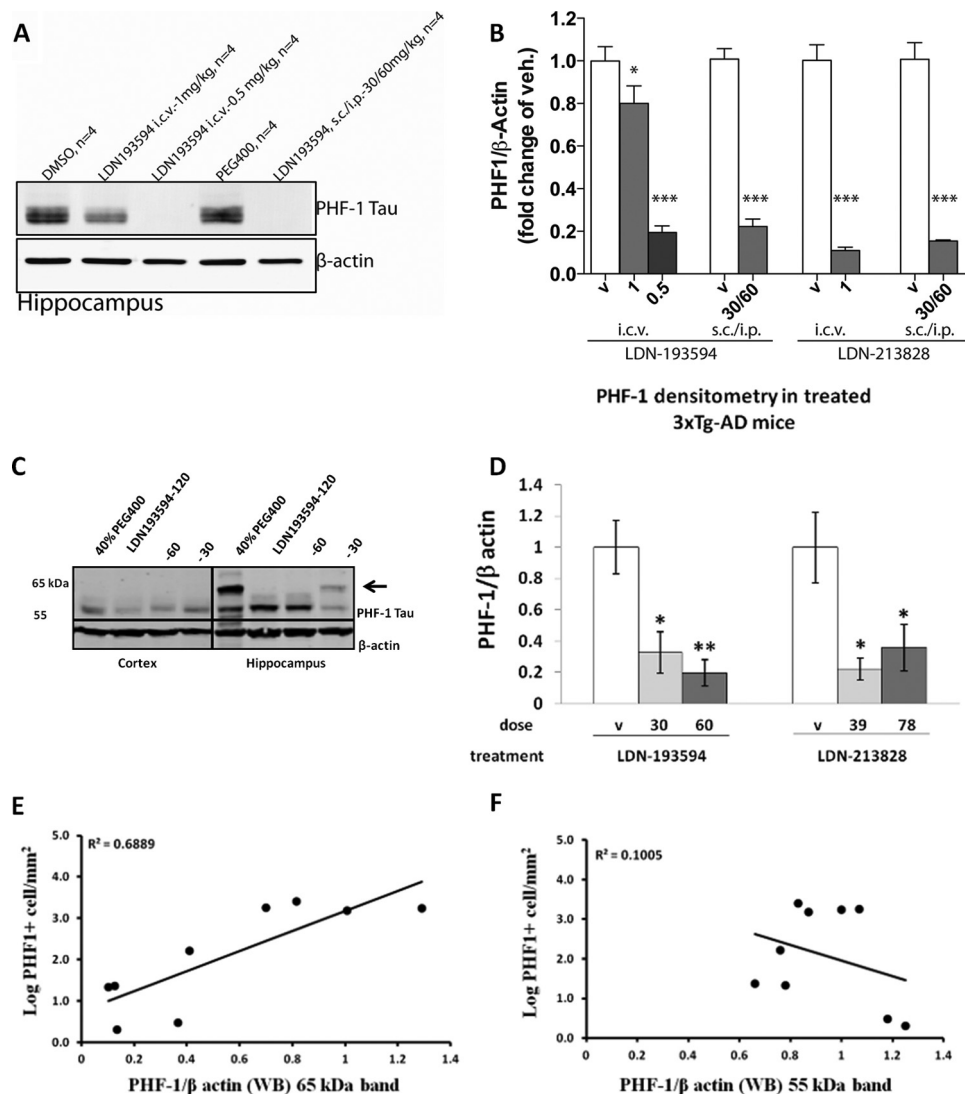 A
DMSO, n=4
LDN193594 i.c.v.-1mg/kg, n=4
LDN193594 i.c.v.-0.5 mg/kg, n=4
PEG400, n=4
LDN193594, s.c./i.p.-30/60mg/kg, n=4
PHF-1 Tau
β-actin
Hippocampus
B
PHF1/β-Actin
(fold change of veh.)
1.2
1.0
0.8
0.6
0.4
0.2
0.0
*
***
***
***
***
v
1
0.5
v
30/60
v
1
v
30/60
i.c.v.
s.c./i.p.
i.c.v.
s.c./i.p.
LDN-193594
LDN-213828
PHF-1 densitometry in treated
3xTg-AD mice
C
40% PEG400
LDN193594-120
-60
-30
40% PEG400
LDN193594-120
-60
-30
65 kDa
55
PHF-1 Tau
β-actin
Cortex
Hippocampus
D
PHF-1/β actin
1.4
1.2
1
0.8
0.6
0.4
0.2
0
*
**
*
*
dose
v
30
60
v
39
78
treatment
LDN-193594
LDN-213828
E
R² = 0.6889
Log PHF1+ cell/mm²
5.0
4.0
3.0
2.0
1.0
0.0
0
0.2
0.4
0.6
0.8
1
1.2
1.4
PHF-1/β actin (WB) 65 kDa band
F
R² = 0.1005
Log PHF1+ cell/mm²
5.0
4.0
3.0
2.0
1.0
0.0
0
0.2
0.4
0.6
0.8
1
1.2
1.4
PHF-1/β actin (WB) 55 kDa band